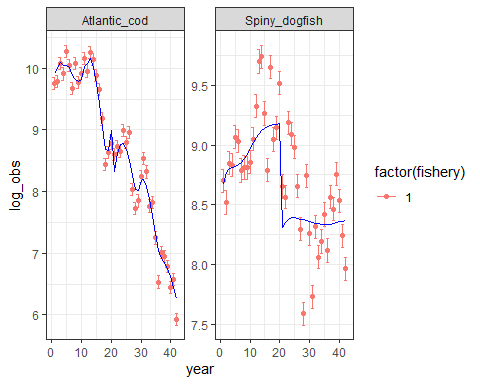 Atlantic_cod
Spiny_dogfish
log_obs
10
9
8
7
6
9.5
9.0
8.5
8.0
7.5
0 10 20 30 40
0 10 20 30 40
year
factor(fishery)
1